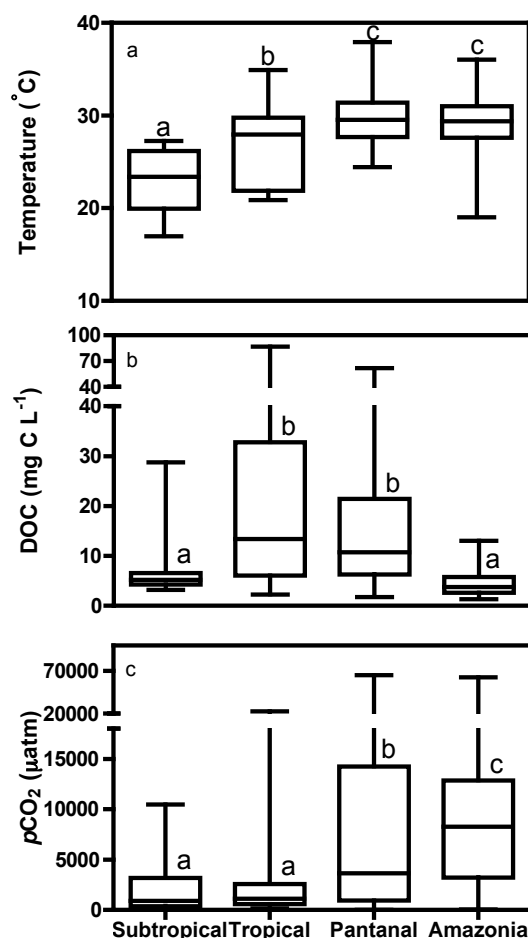 40
a
Temperature (°C)
30
20
10
a
b
c
c
100
70
40
b
DOC (mg C L⁻¹)
40
30
20
10
0
a
b
b
a
70000
20000
c
pCO₂ (µatm)
15000
10000
5000
0
a
a
b
c
Subtropical Tropical Pantanal Amazonia